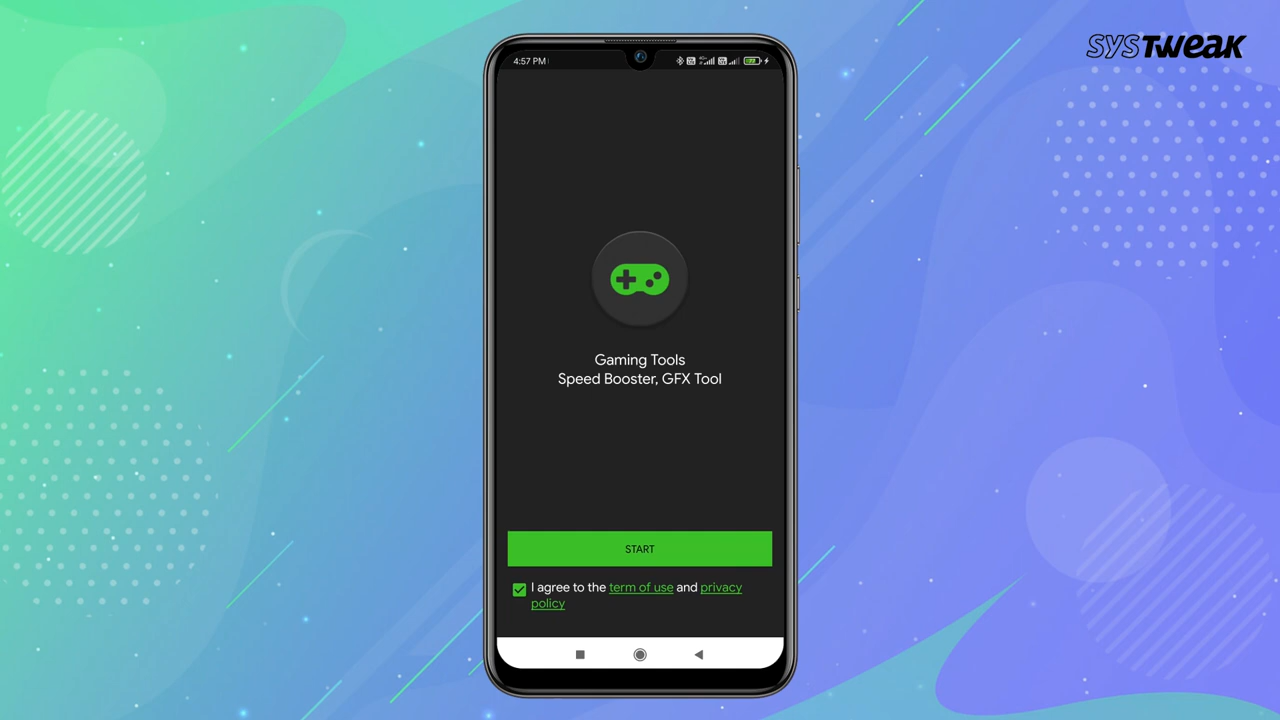 SYSTWEAK
4:57 PM
Gaming Tools
Speed Booster, GFX Tool
START
I agree to the term of use and privacy
policy